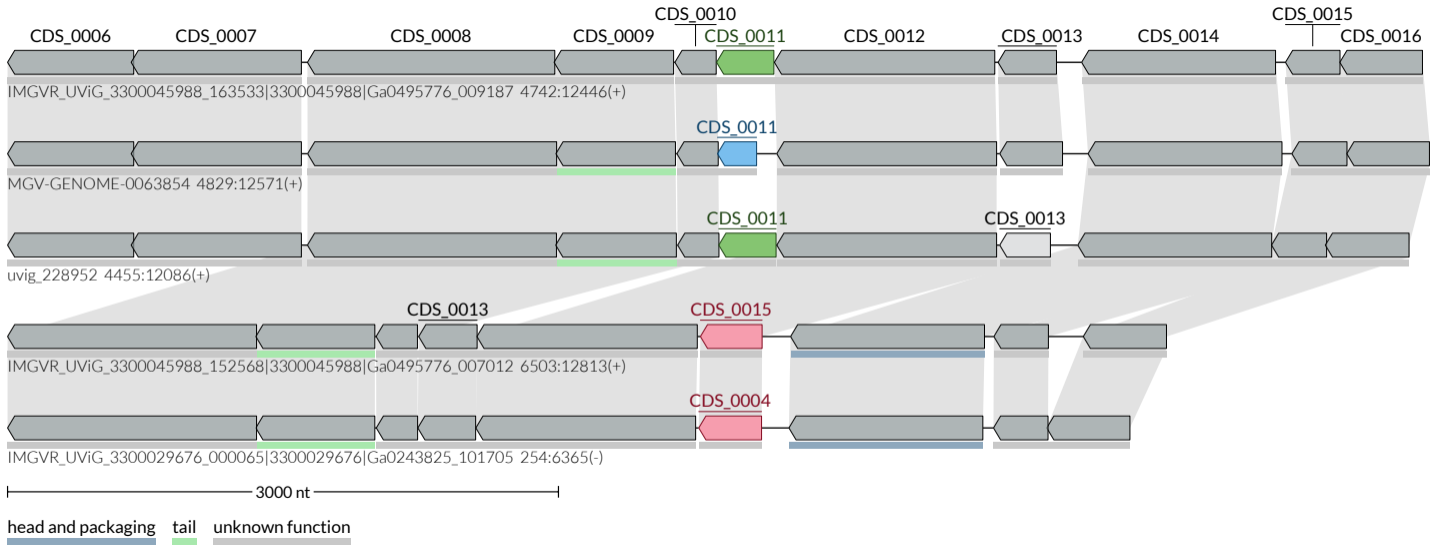 CDS_0010 CDS_0015
CDS_0006 CDS_0007 CDS_0008 CDS_0009 CDS_0011 CDS_0012 CDS_0013 CDS_0014 CDS_0016
IMGVR_UViG_3300045988_163533|3300045988|Ga0495776_009187 4742:12446(+)
CDS_0011
MGV-GENOME-0063854 4829:12571(+)
CDS_0011 CDS_0013
uvig_228952 4455:12086(+)
CDS_0013 CDS_0015
IMGVR_UViG_3300045988_152568|3300045988|Ga0495776_007012 6503:12813(+)
CDS_0004
IMGVR_UViG_3300029676_000065|3300029676|Ga0243825_101705 254:6365(-)
3000 nt
head and packaging tail unknown function